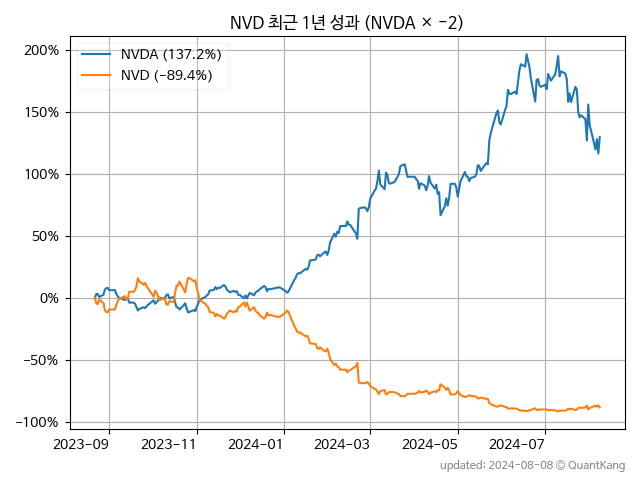 NVD 최근 1년 성과 (NVDA × −2)
NVDA (137.2%)
NVD (−89.4%)
200%
150%
100%
50%
0%
−50%
−100%
2023-09 2023-11 2024-01 2024-03 2024-05 2024-07
updated: 2024-08-08 © QuantKang